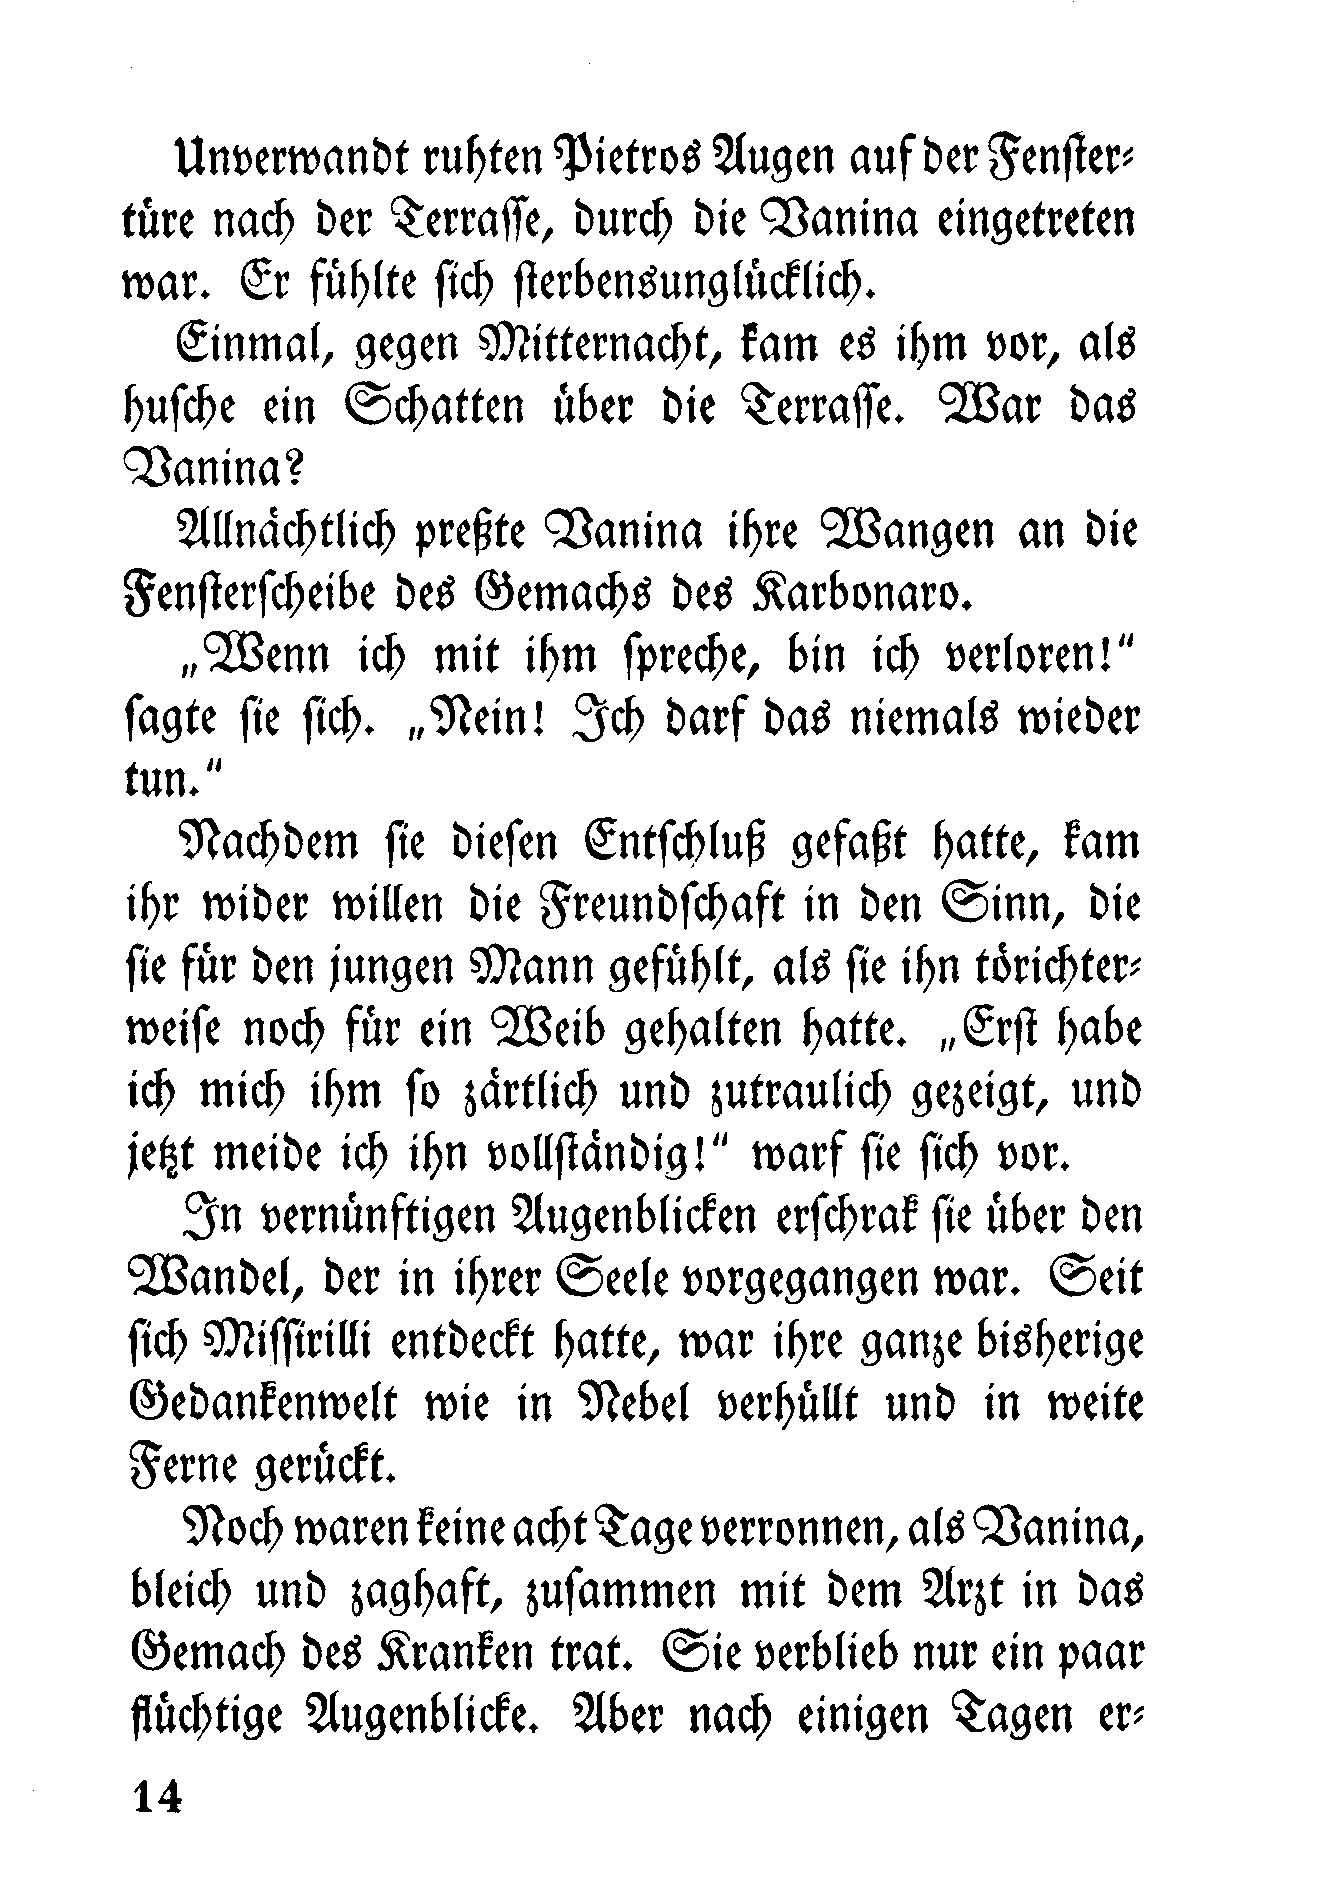 Unverwandt ruhten Pietros Augen auf der Fenster-
türe nach der Terrasse, durch die Vanina eingetreten
war. Er fühlte sich sterbensunglücklich.
Einmal, gegen Mitternacht, kam es ihm vor, als
husche ein Schatten über die Terrasse. War das
Vanina?
Allnächtlich preßte Vanina ihre Wangen an die
Fensterscheibe des Gemachs des Karbonaro.
„Wenn ich mit ihm spreche, bin ich verloren!“
sagte sie sich. „Nein! Ich darf das niemals wieder
tun.“
Nachdem sie diesen Entschluß gefaßt hatte, kam
ihr wider willen die Freundschaft in den Sinn, die
sie für den jungen Mann gefühlt, als sie ihn törichter-
weise noch für ein Weib gehalten hatte. „Erst habe
ich mich ihm so zärtlich und zutraulich gezeigt, und
jetzt meide ich ihn vollständig!“ warf sie sich vor.
In vernünftigen Augenblicken erschrak sie über den
Wandel, der in ihrer Seele vorgegangen war. Seit
sich Missirilli entdeckt hatte, war ihre ganze bisherige
Gedankenwelt wie in Nebel verhüllt und in weite
Ferne gerückt.
Noch waren keine acht Tage verronnen, als Vanina,
bleich und zaghaft, zusammen mit dem Arzt in das
Gemach des Kranken trat. Sie verblieb nur ein paar
flüchtige Augenblicke. Aber nach einigen Tagen er-
14